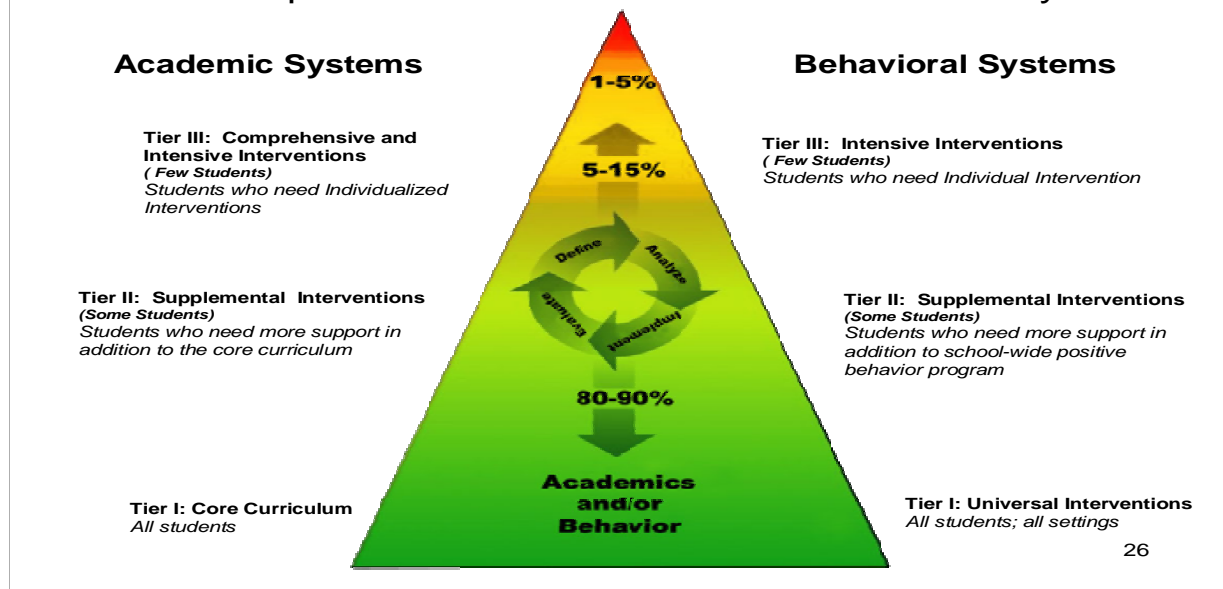 Academic Systems
Behavioral Systems
1-5%
Tier III: Comprehensive and
Intensive Interventions
( Few Students)
Students who need Individualized
Interventions
Tier III: Intensive Interventions
( Few Students)
Students who need Individual Intervention
5-15%
Define
Analyze
Implement
Evaluate
Tier II: Supplemental Interventions
(Some Students)
Students who need more support in
addition to the core curriculum
Tier II: Supplemental Interventions
(Some Students)
Students who need more support in
addition to school-wide positive
behavior program
80-90%
Academics
and/or
Behavior
Tier I: Core Curriculum
All students
Tier I: Universal Interventions
All students; all settings
26